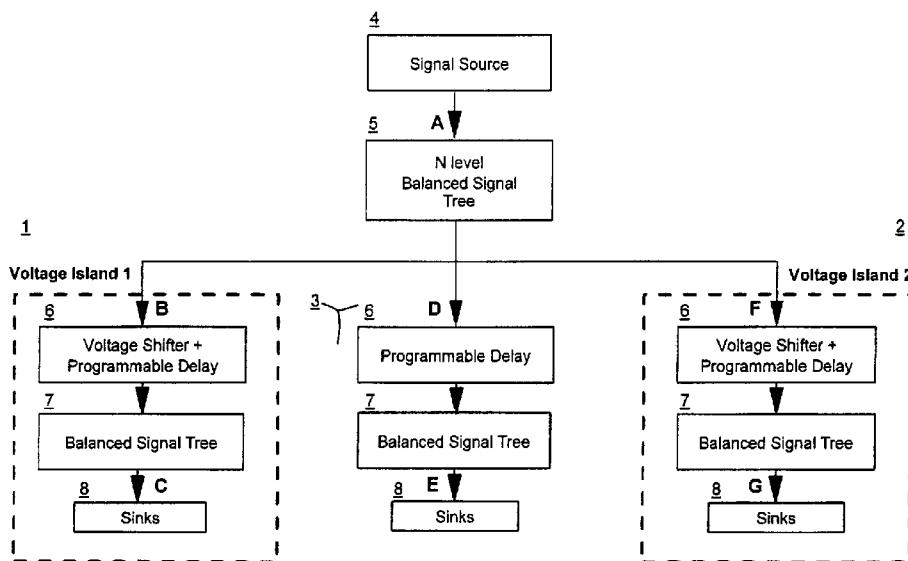 4
Signal Source
A
5
N level
Balanced Signal
Tree
1
2
Voltage Island 1
Voltage Island 2
6
B
3
6
D
6
F
Voltage Shifter +
Programmable Delay
Programmable Delay
Voltage Shifter +
Programmable Delay
7
7
7
Balanced Signal Tree
Balanced Signal Tree
Balanced Signal Tree
8
C
8
E
8
G
Sinks
Sinks
Sinks